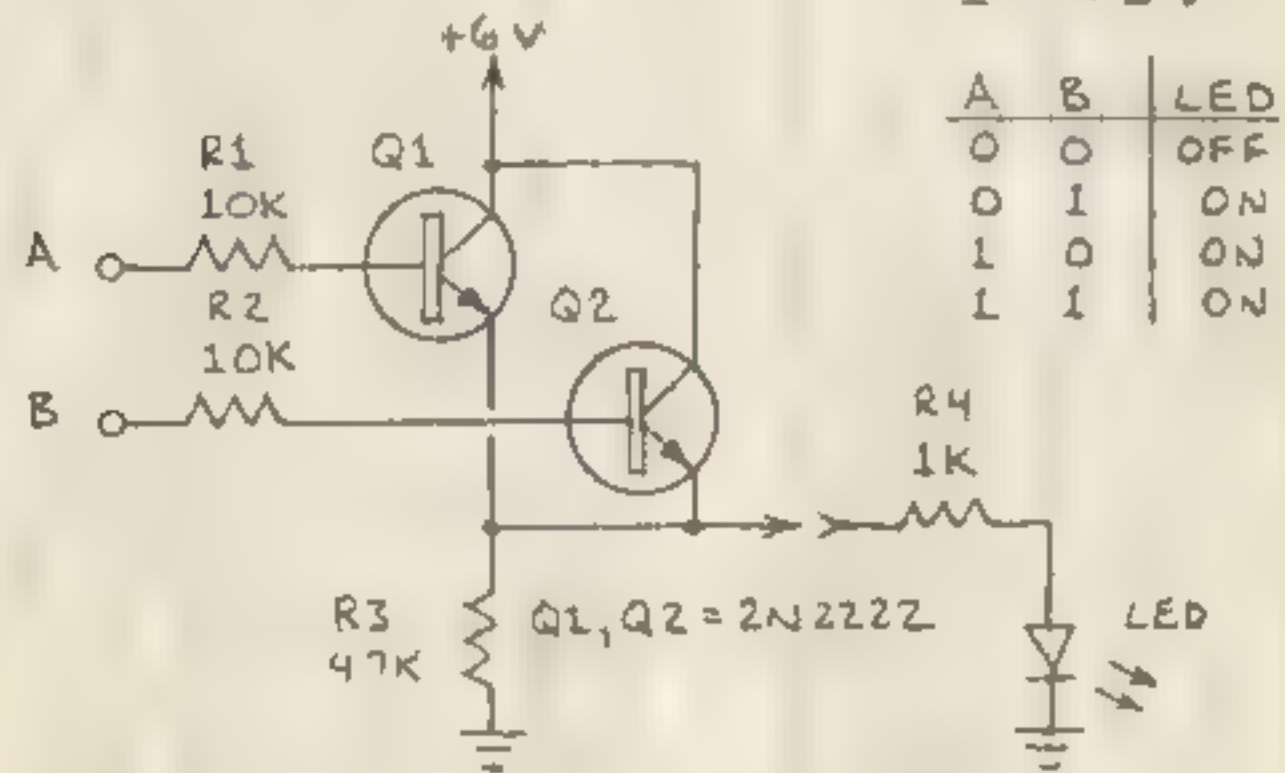 +6V
R1
10K
Q1
A
R2
10K
Q2
B
R4
1K
R3
47K
Q1, Q2 = 2N2222
LED
A B LED
0 0 OFF
0 1 ON
1 0 ON
1 1 ON